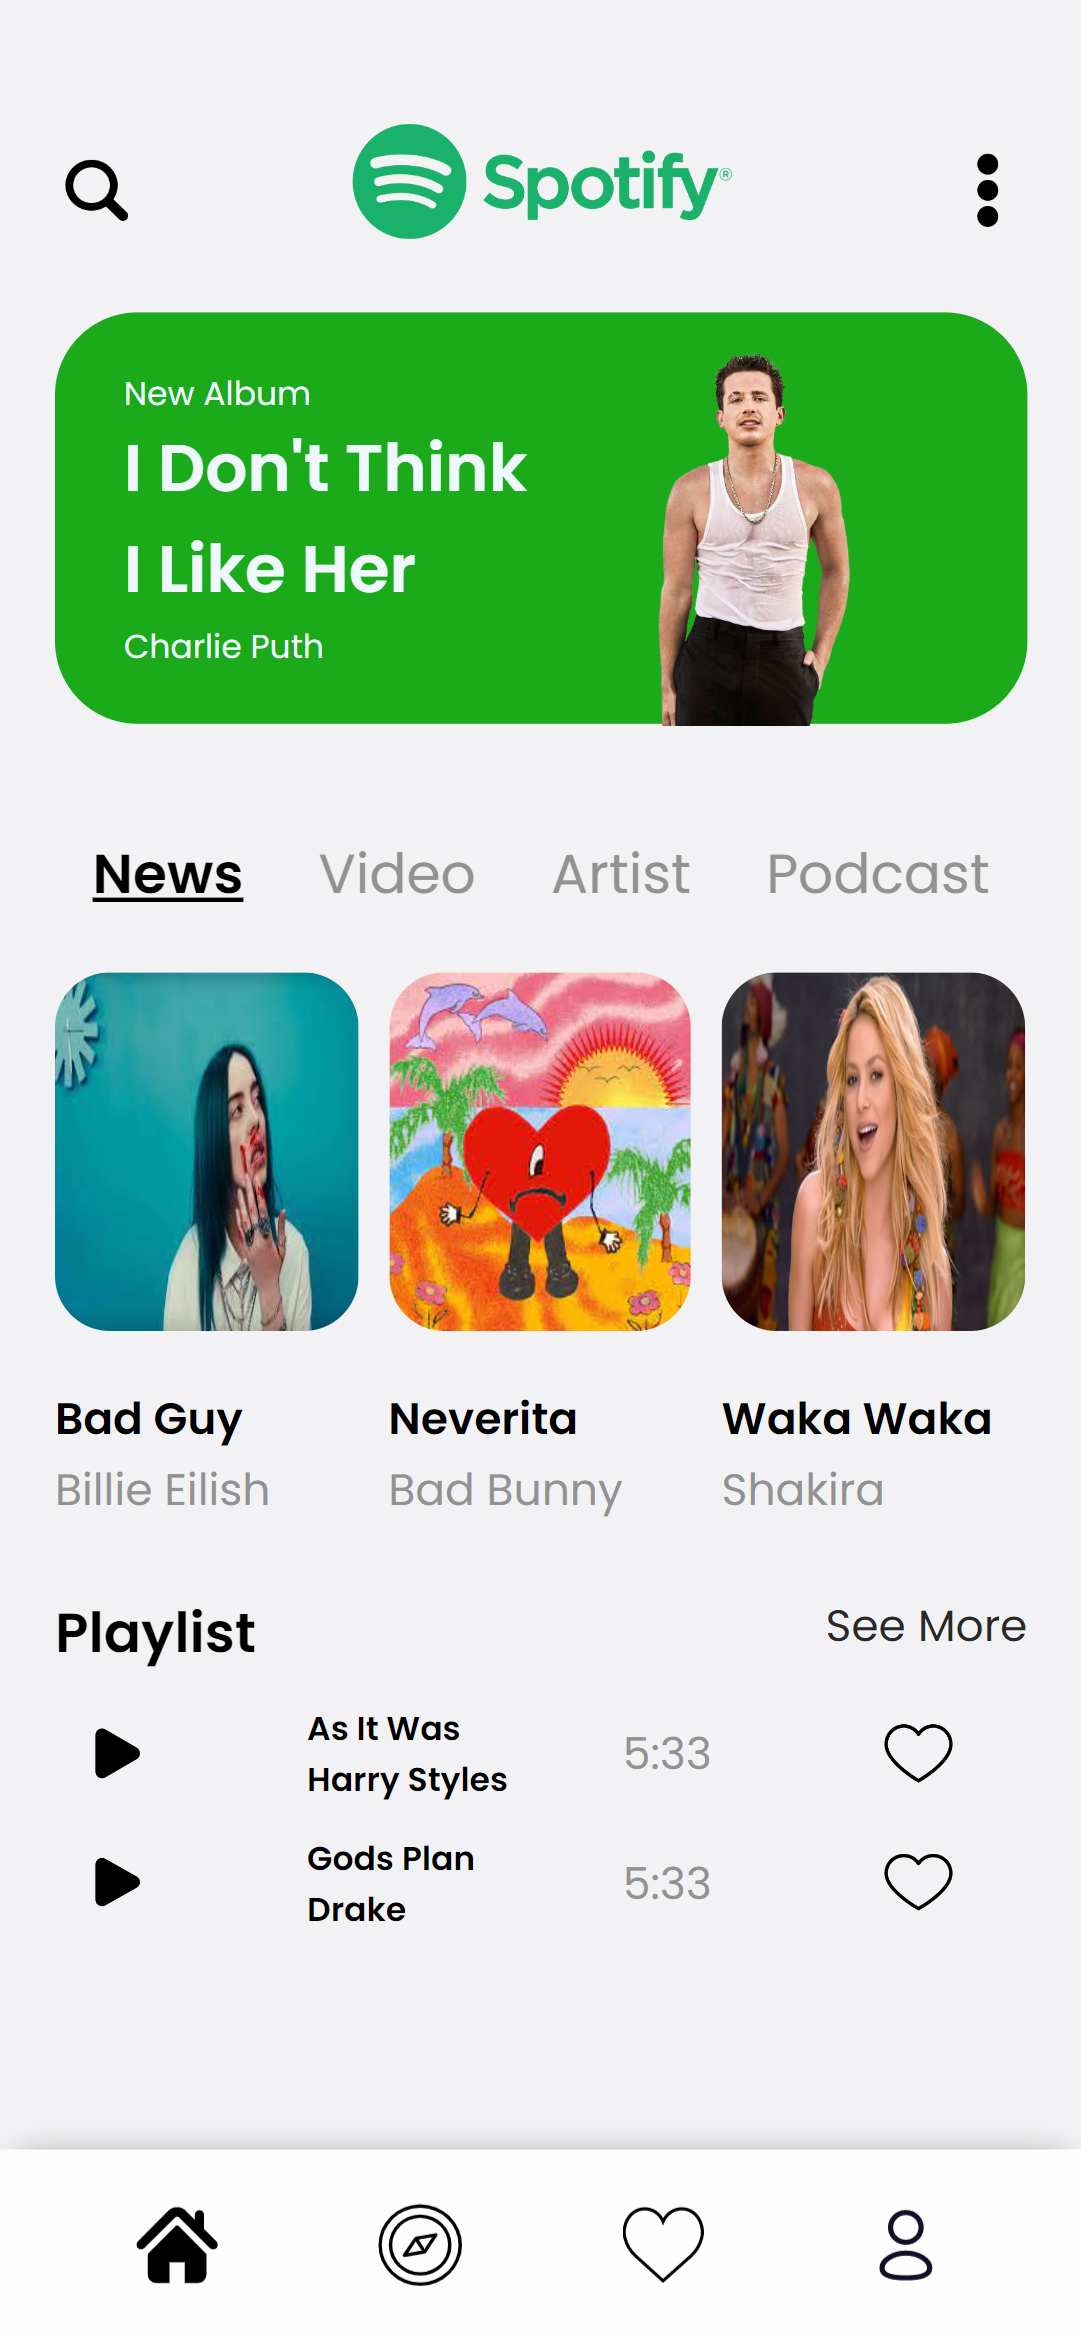 Spotify®
New Album
I Don't Think
I Like Her
Charlie Puth
News Video Artist Podcast
Bad Guy Neverita Waka Waka
Billie Eilish Bad Bunny Shakira
Playlist See More
As It Was
Harry Styles
5:33
Gods Plan
Drake
5:33